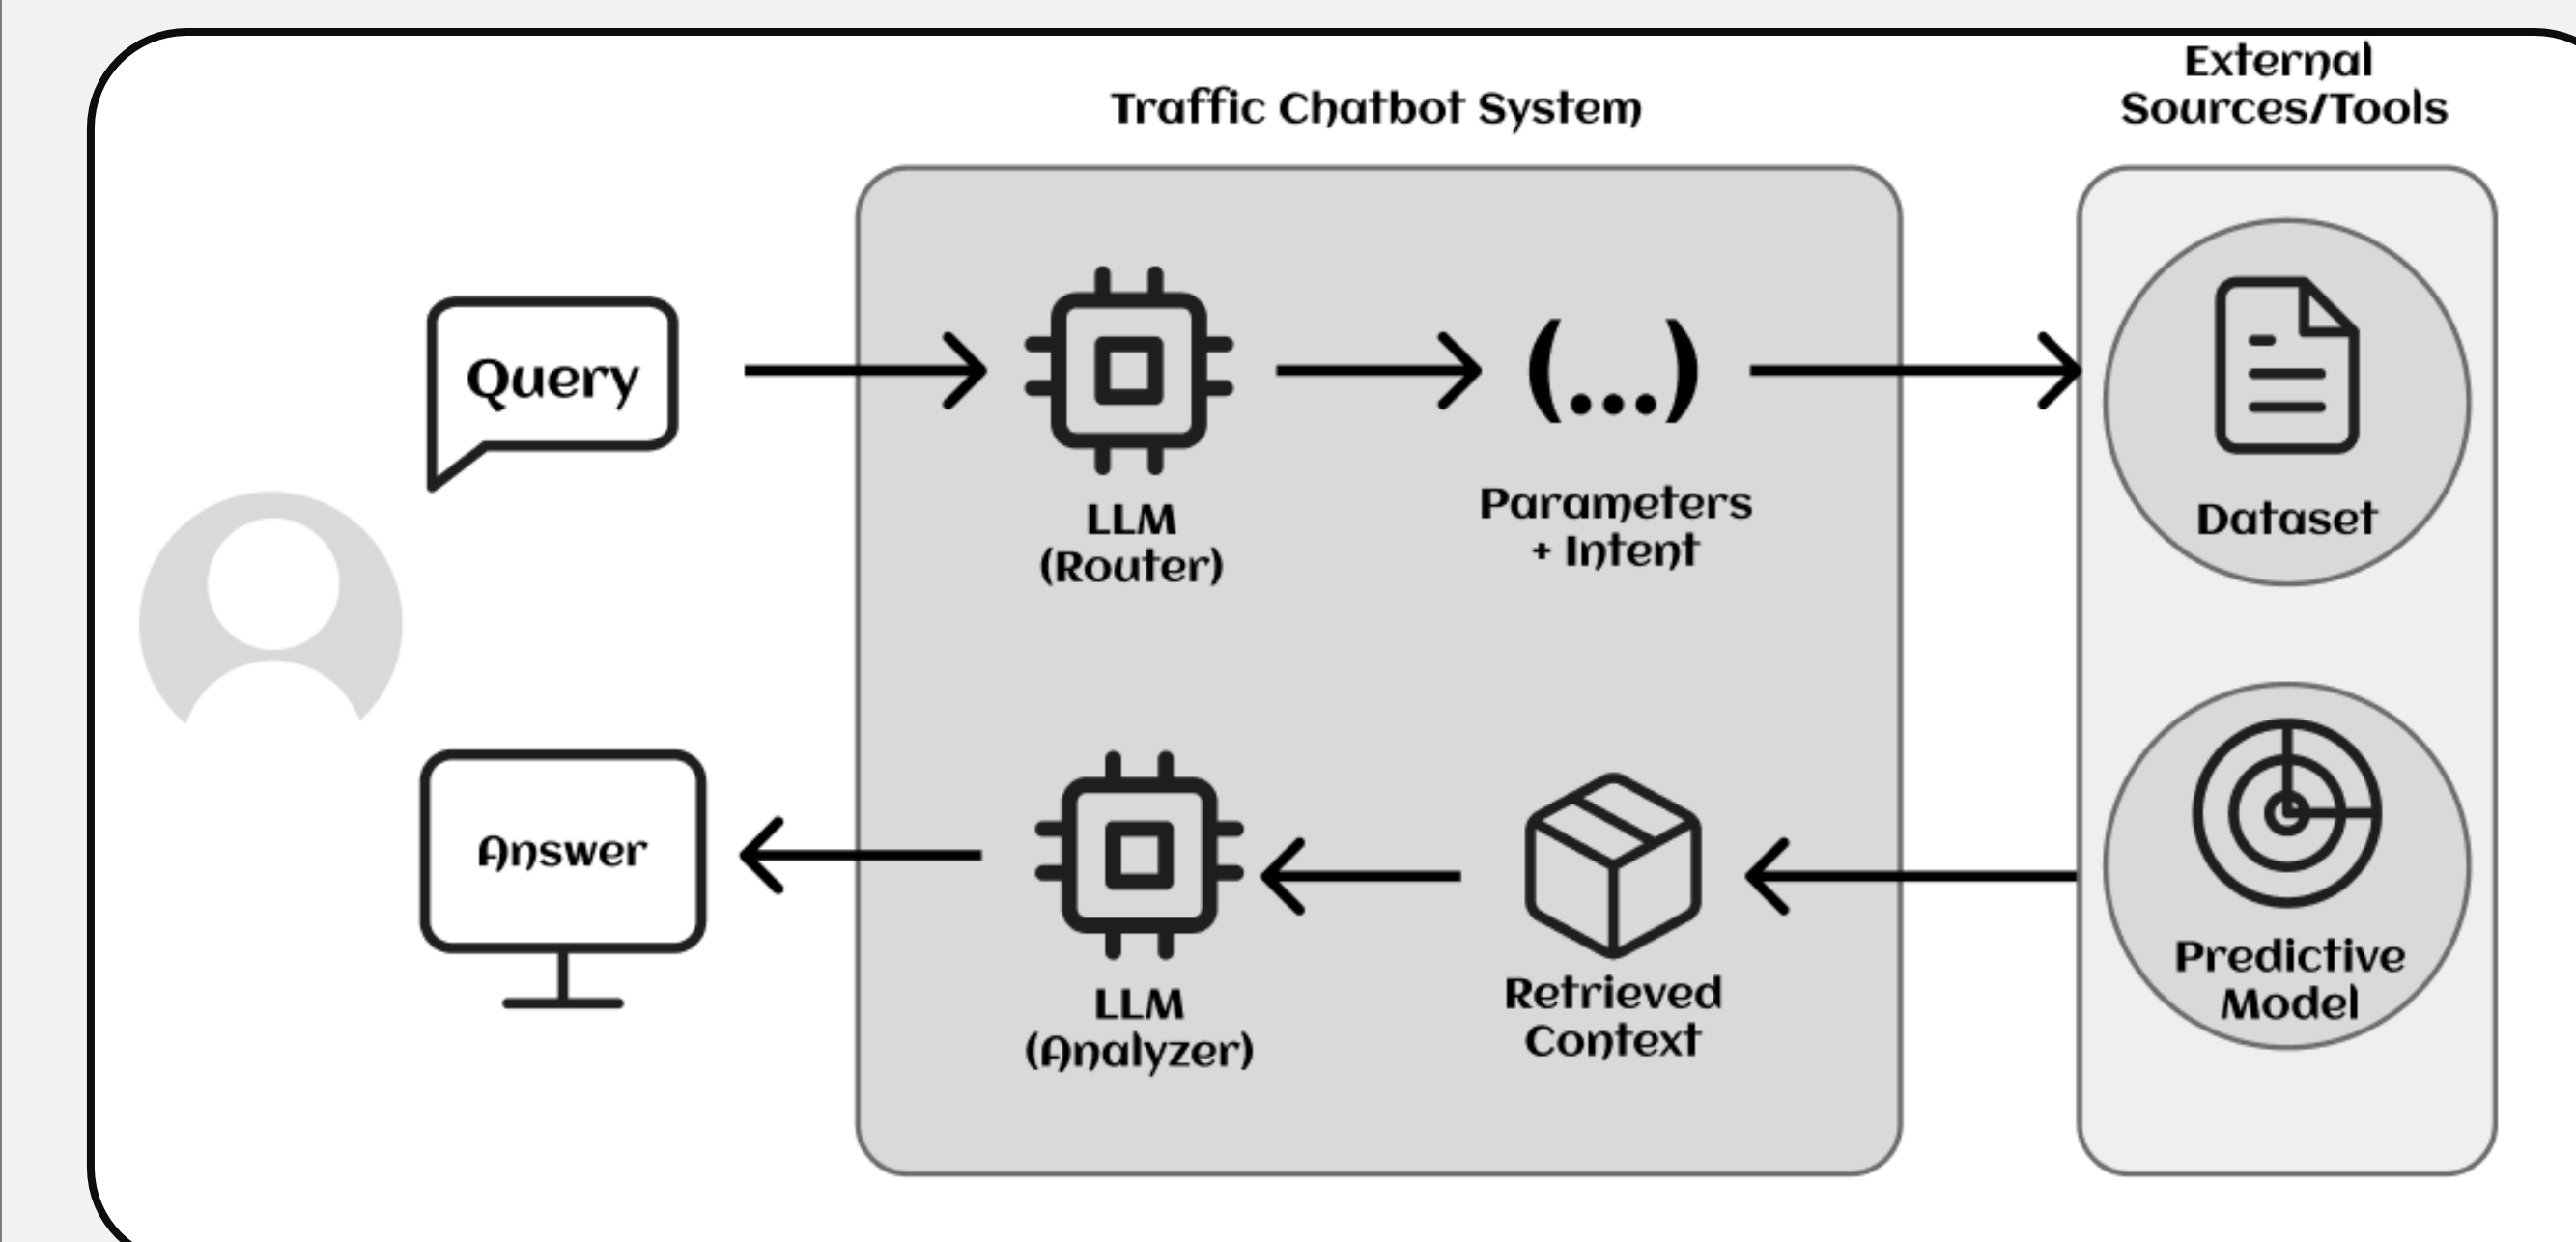 External
Sources/Tools
Traffic Chatbot System
Query
(...)
LLM
(Router)
Parameters
+ Intent
Dataset
Answer
LLM
(Analyzer)
Retrieved
Context
Predictive
Model